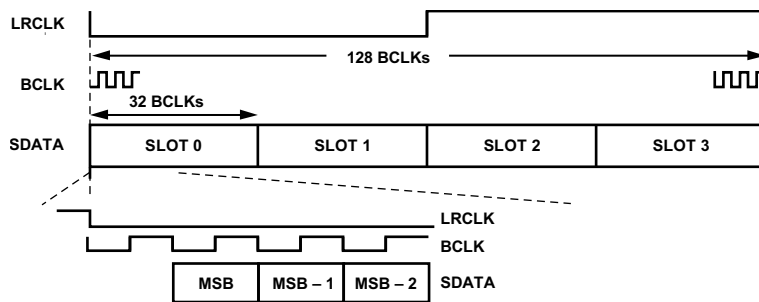 LRCLK
128 BCLKs
BCLK
32 BCLKs
SDATA
SLOT 0 SLOT 1 SLOT 2 SLOT 3
LRCLK
BCLK
MSB MSB – 1 MSB – 2 SDATA